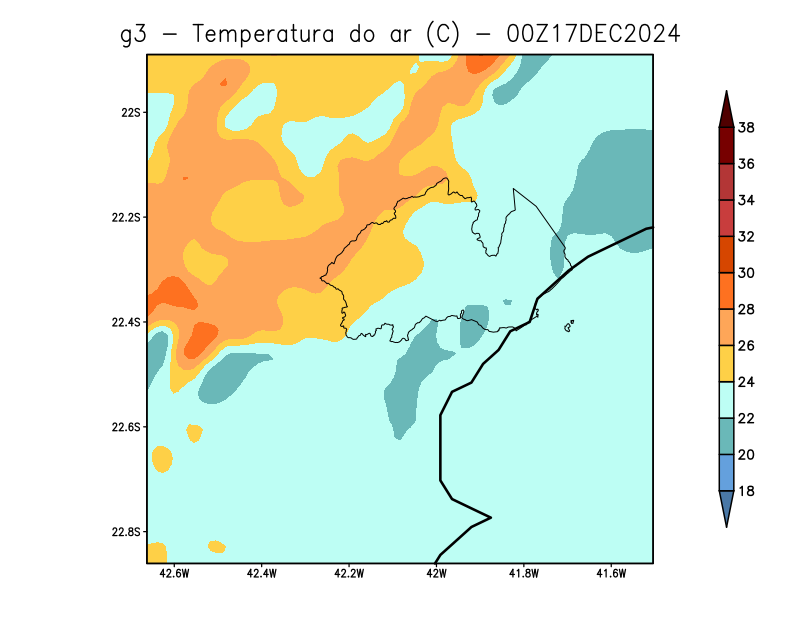 g3 − Temperatura do ar (C) − 00Z17DEC2024
22S
22.2S
22.4S
22.6S
22.8S
42.6W
42.4W
42.2W
42W
41.8W
41.6W
38
36
34
32
30
28
26
24
22
20
18